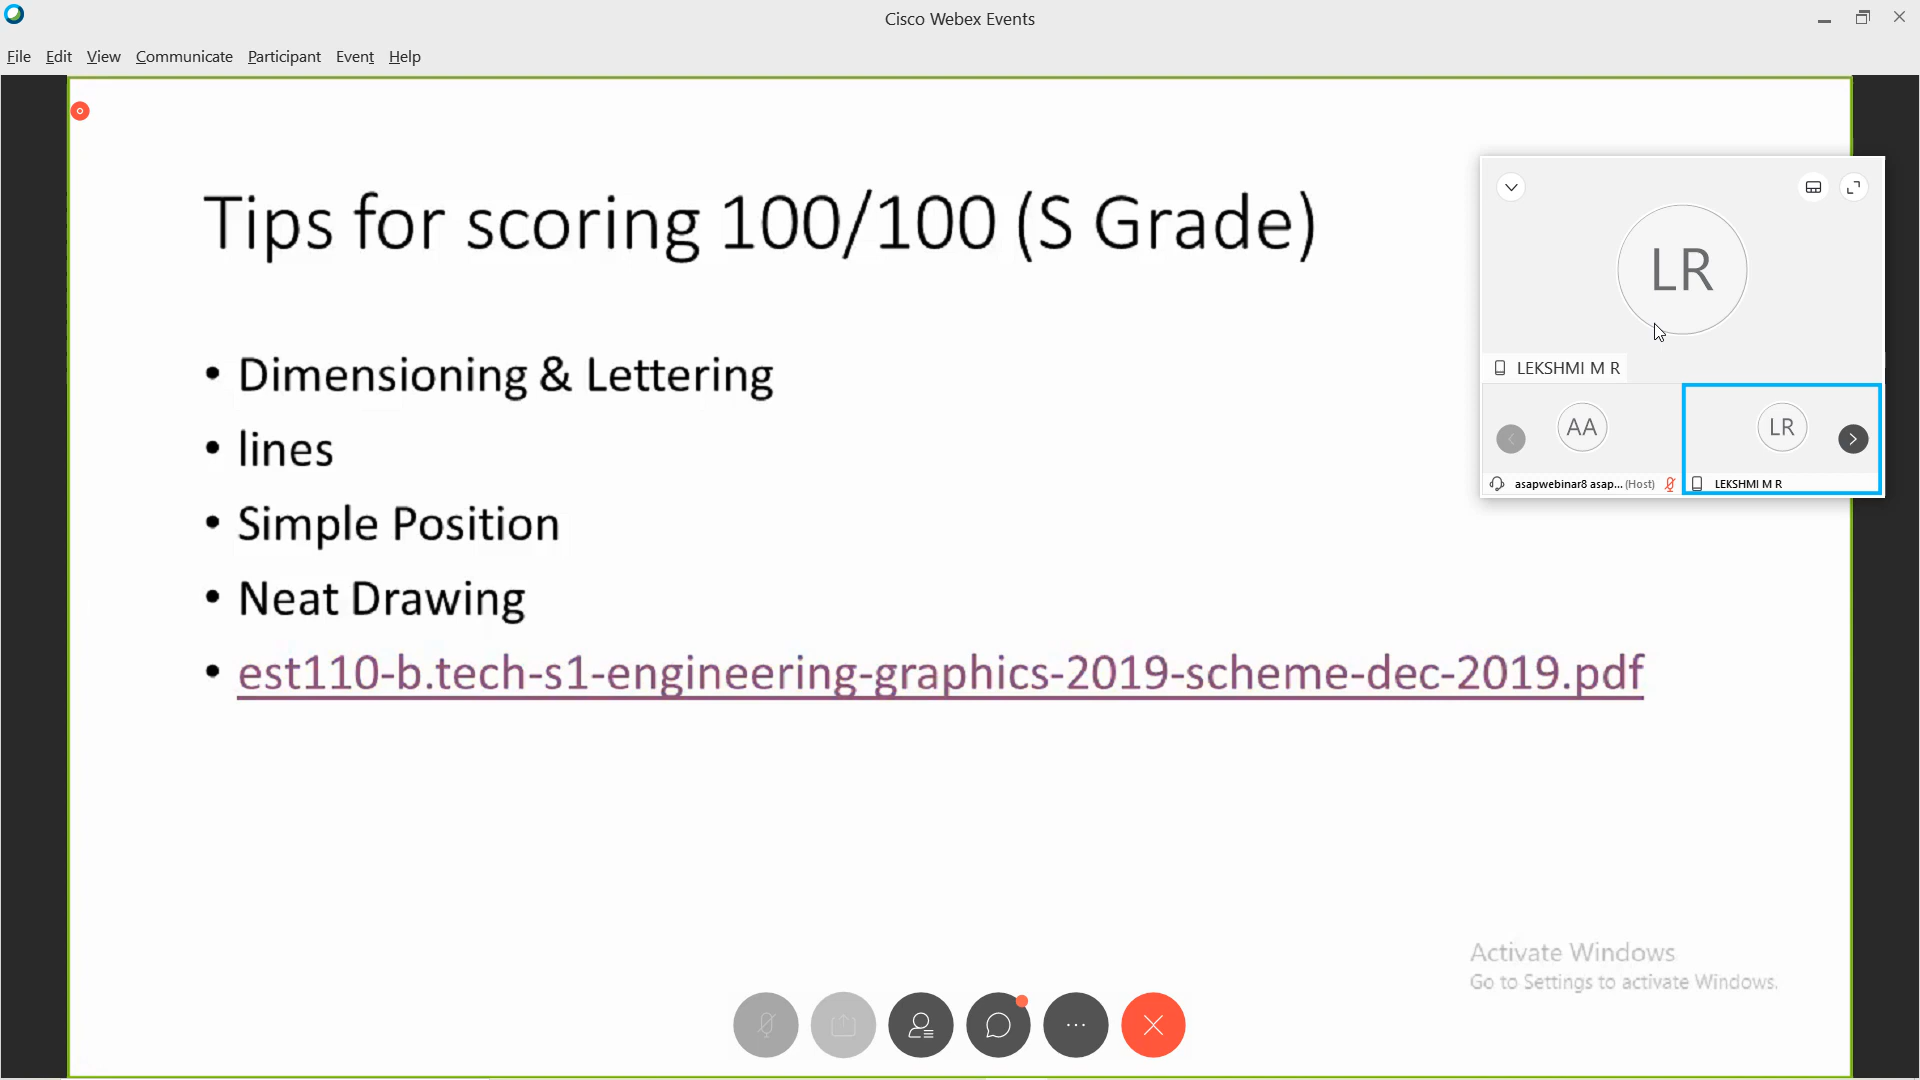 Cisco Webex Events
File Edit View Communicate Participant Event Help
Tips for scoring 100/100 (S Grade)
• Dimensioning & Lettering
• lines
• Simple Position
• Neat Drawing
• est110-b.tech-s1-engineering-graphics-2019-scheme-dec-2019.pdf
LR
LEKSHMI M R
AA
LR
asapwebinar8 asap... (Host)
LEKSHMI M R
Activate Windows
Go to Settings to activate Windows.